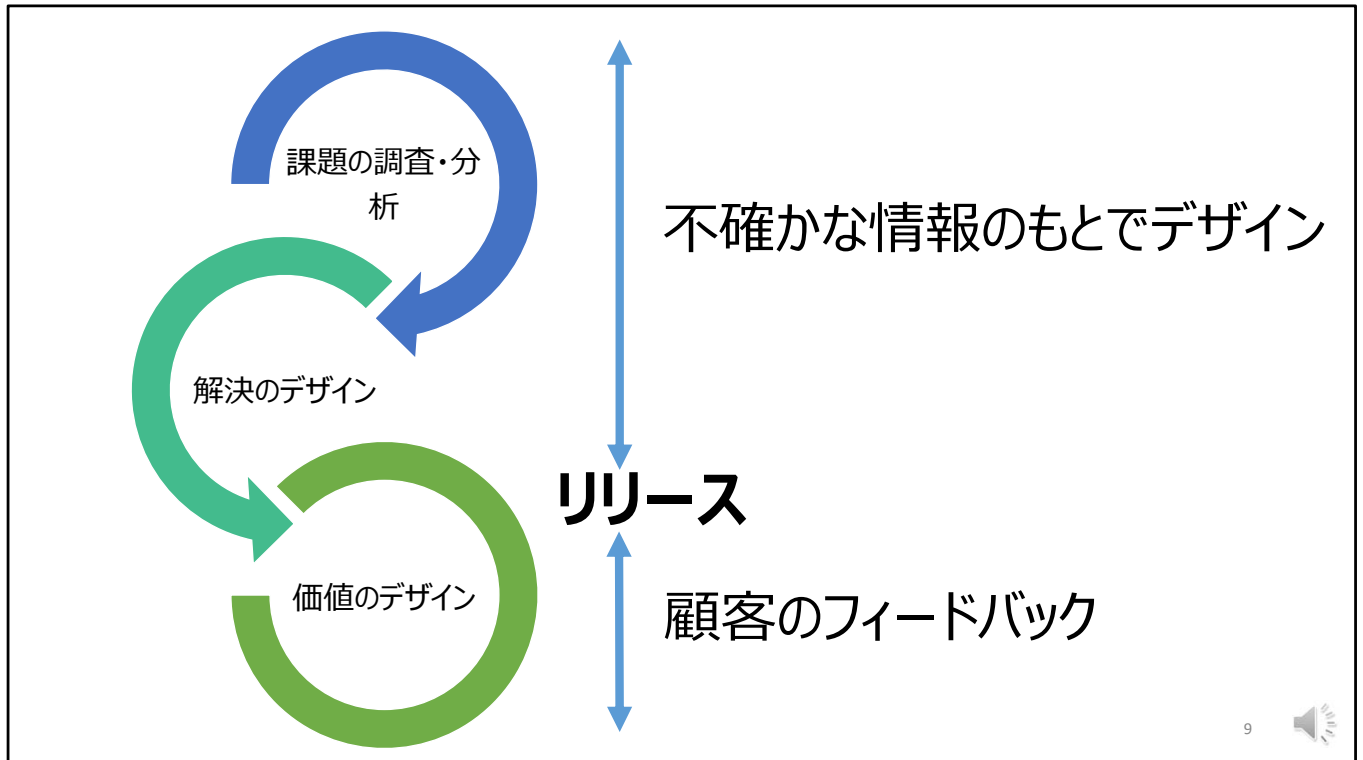 課題の調査・分
析
不確かな情報のもとでデザイン
解決のデザイン
リリース
価値のデザイン
顧客のフィードバック
9